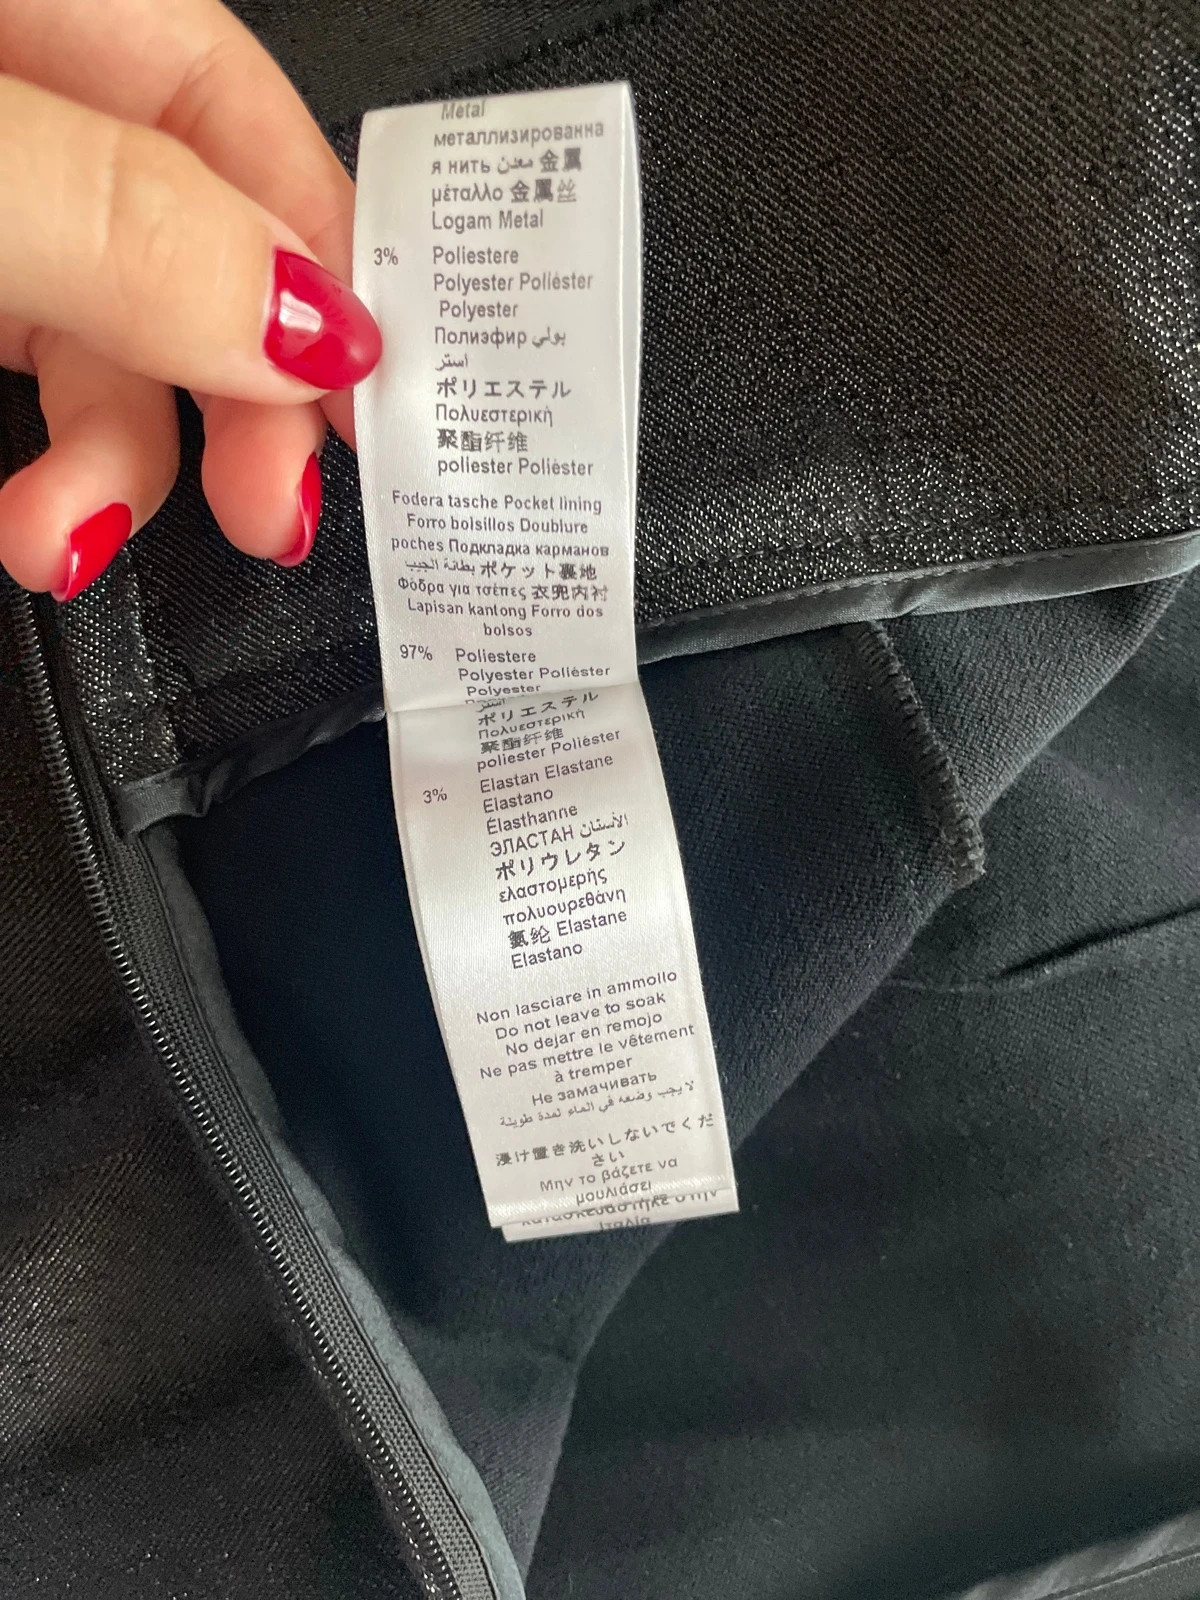 Metal
металлизированна
я нить معدن 金属
μέταλλο 金属丝
Logam Metal
3% Poliestere
Polyester Poliéster
Polyester
Полиэфир بولي
استر
ポリエステル
Πολυεστερική
聚酯纤维
poliester Poliéster
Fodera tasche Pocket lining
Forro bolsillos Doublure
poches Подкладка карманов
بطانة الجيب ポケット裏地
Φόδρα για τσέπες 衣兜内衬
Lapisan kantong Forro dos
bolsos
97% Poliestere
Polyester Poliéster
Polyester
استر
ポリエステル
Πολυεστερική
聚酯纤维
poliester Poliéster
3% Elastan Elastane
Elastano
Élasthanne
ЭЛАСТАН الأستان
ポリウレタン
ελαστομερής
πολυουρεθάνη
氨纶 Elastane
Elastano
Non lasciare in ammollo
Do not leave to soak
No dejar en remojo
Ne pas mettre le vêtement
à tremper
Не замачивать
لا يجب وضعه في الماء لمدة طويلة
浸け置き洗いしないでくだ
さい
Μην το βάζετε να
μουλιάσει
κατασκευάστηκε στην
Ιταλία